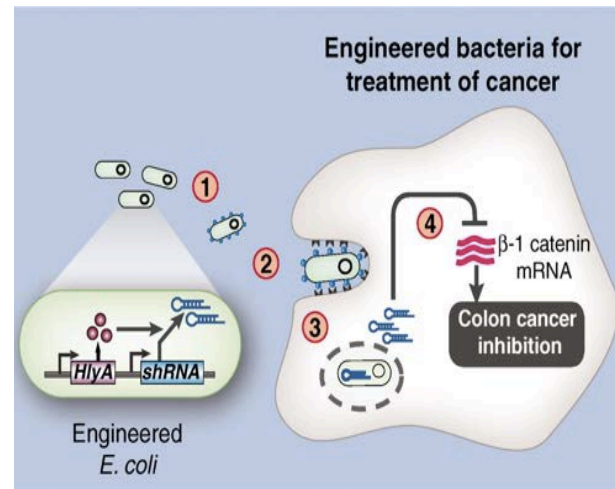 Engineered bacteria for
treatment of cancer
1
2
3
4
β-1 catenin
mRNA
Colon cancer
inhibition
HlyA
shRNA
Engineered
E. coli